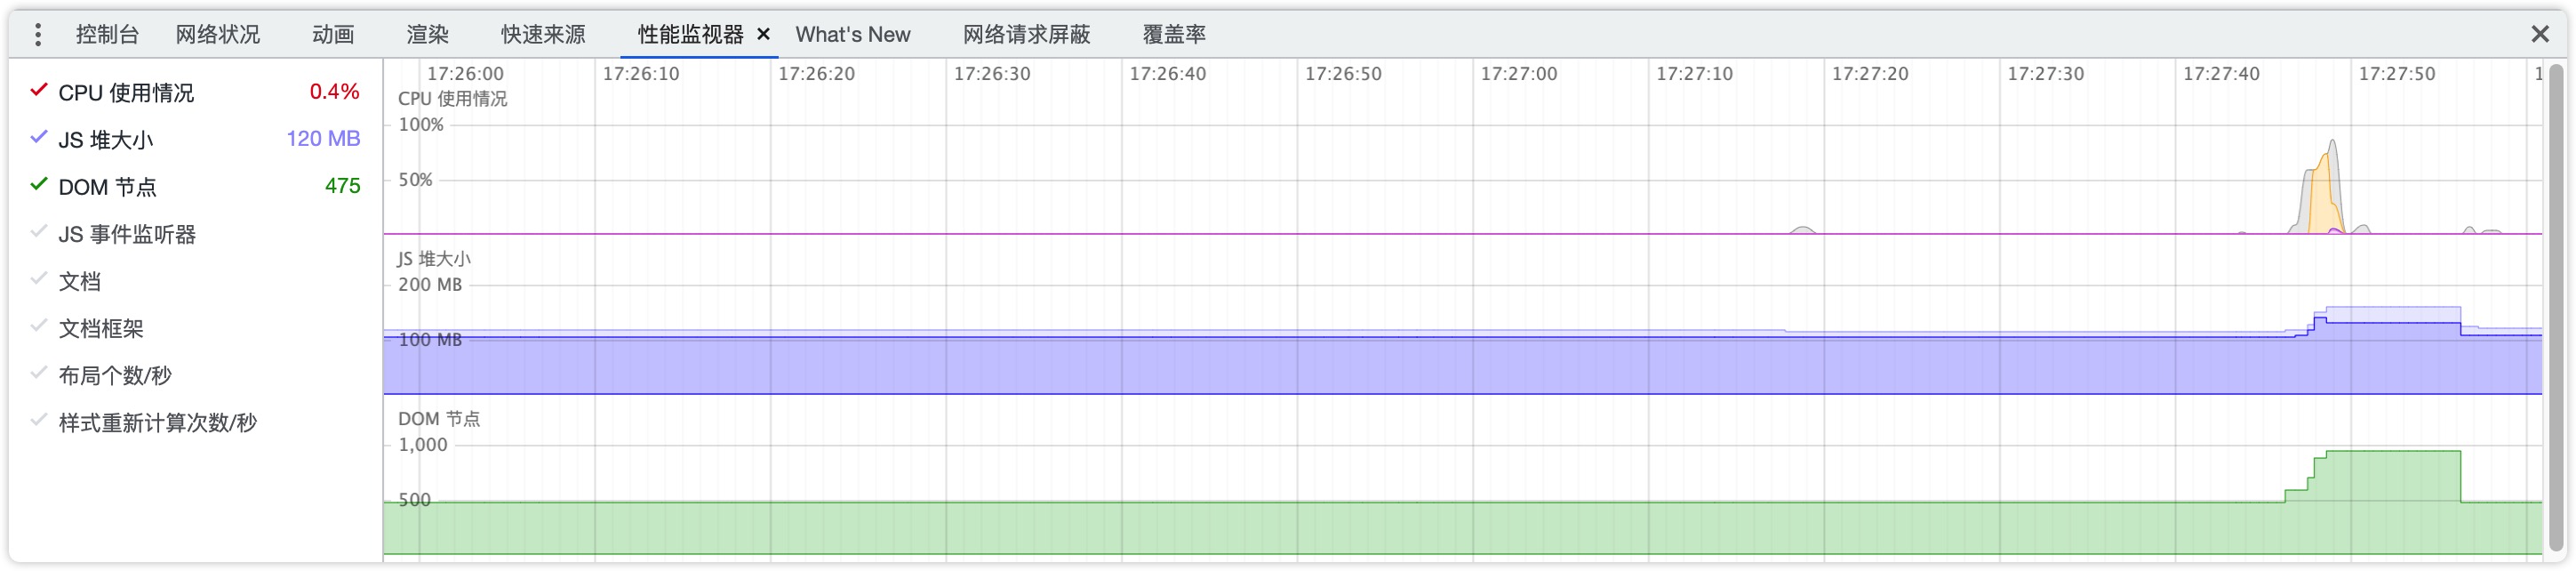 控制台 网络状况 动画 渲染 快速来源 性能监视器 × What's New 网络请求屏蔽 覆盖率
CPU 使用情况 0.4%
JS 堆大小 120 MB
DOM 节点 475
JS 事件监听器
文档
文档框架
布局个数/秒
样式重新计算次数/秒
17:26:00 17:26:10 17:26:20 17:26:30 17:26:40 17:26:50 17:27:00 17:27:10 17:27:20 17:27:30 17:27:40 17:27:50
CPU 使用情况
100%
50%
JS 堆大小
200 MB
100 MB
DOM 节点
1,000
500